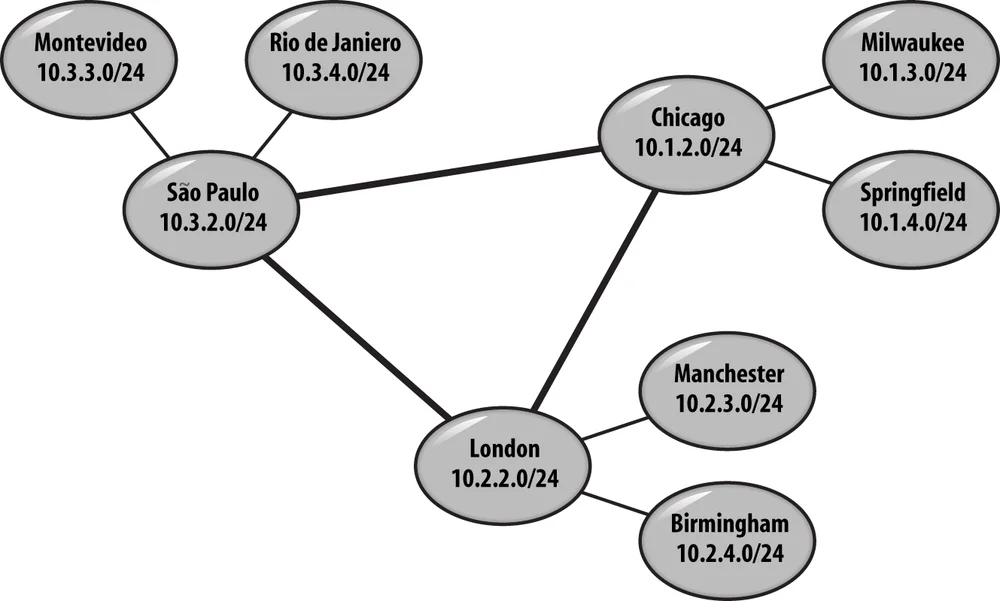 Montevideo
10.3.3.0/24
Rio de Janiero
10.3.4.0/24
Milwaukee
10.1.3.0/24
Chicago
10.1.2.0/24
São Paulo
10.3.2.0/24
Springfield
10.1.4.0/24
Manchester
10.2.3.0/24
London
10.2.2.0/24
Birmingham
10.2.4.0/24